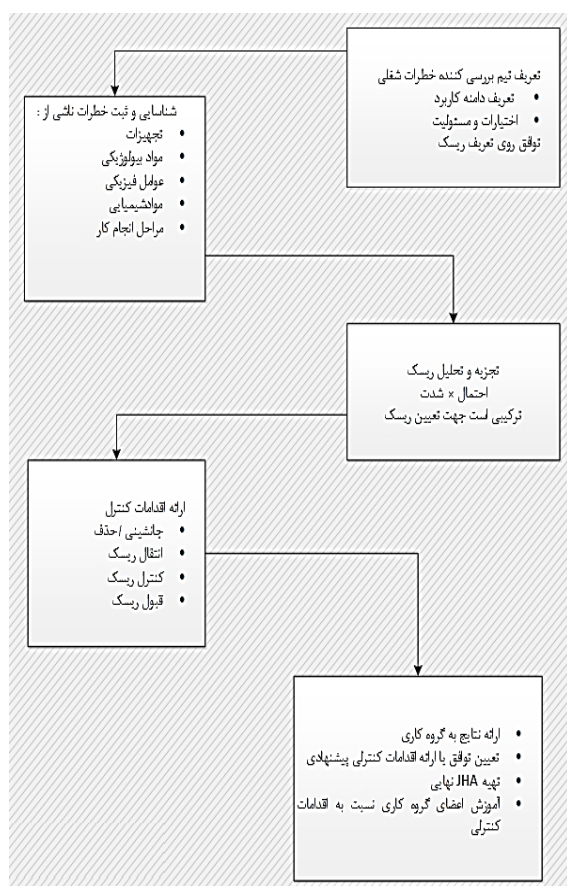 تعریف تیم بررسی کننده خطرات شغلی
• تعریف دامنه کاربرد
• اختیارات و مسئولیت
توافق روی تعریف ریسک
شناسایی و ثبت خطرات ناشی از :
• تجهیزات
• مواد بیولوژیکی
• عوامل فیزیکی
• موادشیمیایی
• مراحل انجام کار
تجزیه و تحلیل ریسک
احتمال × شدت
ترکیبی است جهت تعیین ریسک
ارائه اقدامات کنترل
• جانشینی /حذف
• انتقال ریسک
• کنترل ریسک
• قبول ریسک
• ارائه نتایج به گروه کاری
• تعیین توافق با ارائه اقدامات کنترلی پیشنهادی
• تهیه JHA نهایی
• آموزش اعضای گروه کاری نسبت به اقدامات
کنترلی